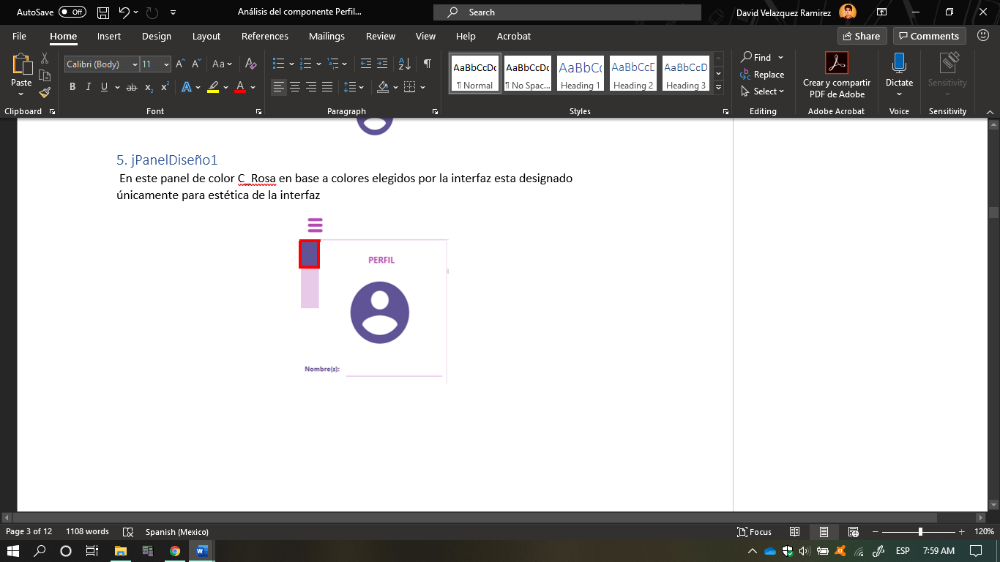 AutoSave Off Análisis del componente Perfil... Search David Velazquez Ramirez
File Home Insert Design Layout References Mailings Review View Help Acrobat Share Comments
Calibri (Body) 11 Aa
Paste
B I U ab x₂ x² A A
AaBbCcDc AaBbCcDc AaBbCc AaBbCcD AaBbCcD
¶ Normal ¶ No Spac... Heading 1 Heading 2 Heading 3
Find
Replace
Select
Crear y compartir
PDF de Adobe
Dictate
Sensitivity
Clipboard Font Paragraph Styles Editing Adobe Acrobat Voice Sensitivity
5. jPanelDiseño1
En este panel de color C_Rosa en base a colores elegidos por la interfaz esta designado
únicamente para estética de la interfaz
PERFIL
Nombre(s):
Page 3 of 12 1108 words Spanish (Mexico) Focus 120%
ESP 7:59 AM